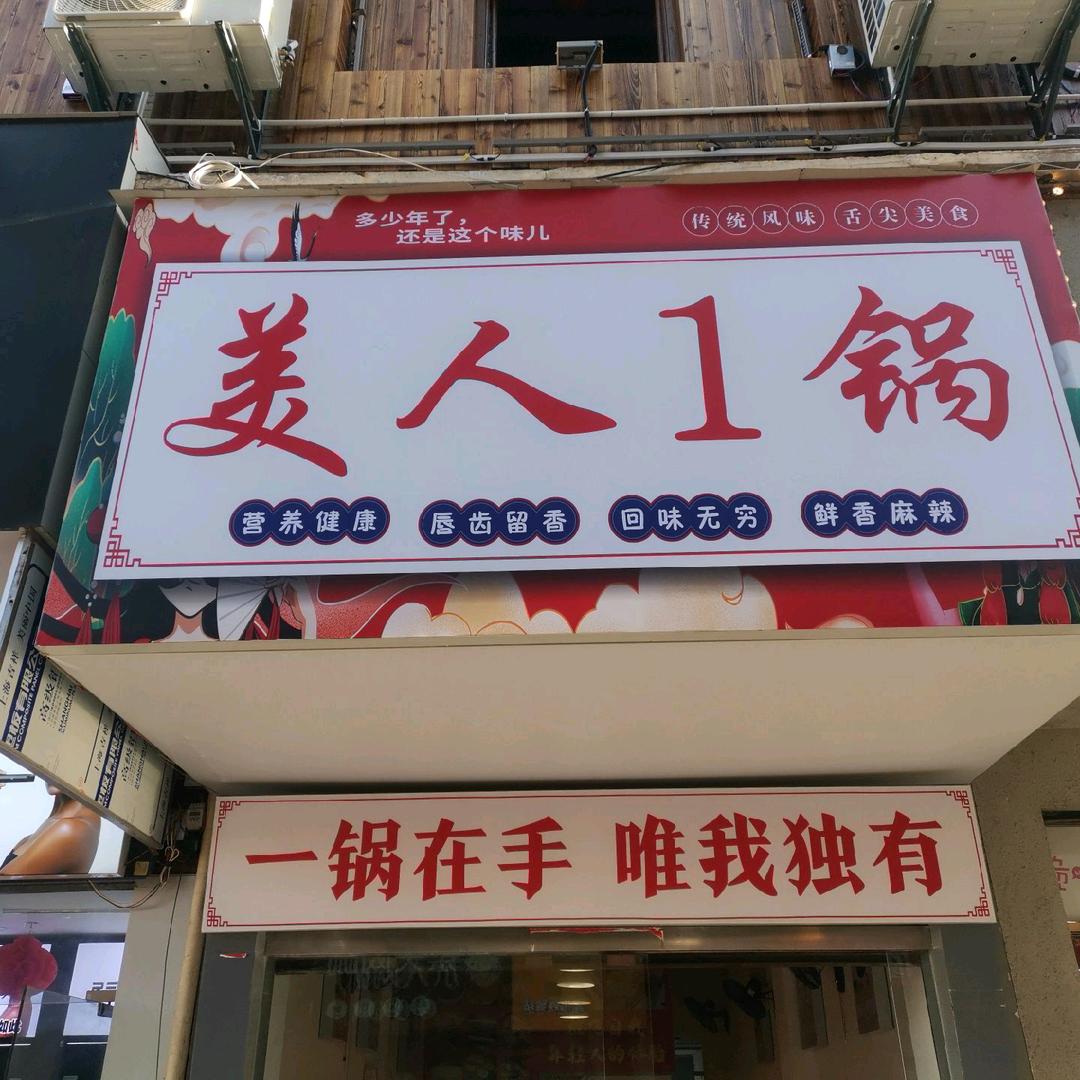 多少年了，
还是这个味儿
传统风味 舌尖美食
美人1锅
营养健康 唇齿留香 回味无穷 鲜香麻辣
一锅在手 唯我独有